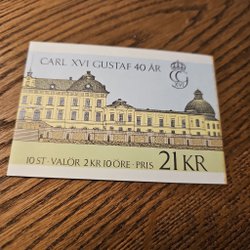 CARL XVI GUSTAF 40 ÅR
10 ST · VALÖR 2 KR 10 ÖRE · PRIS 21 KR